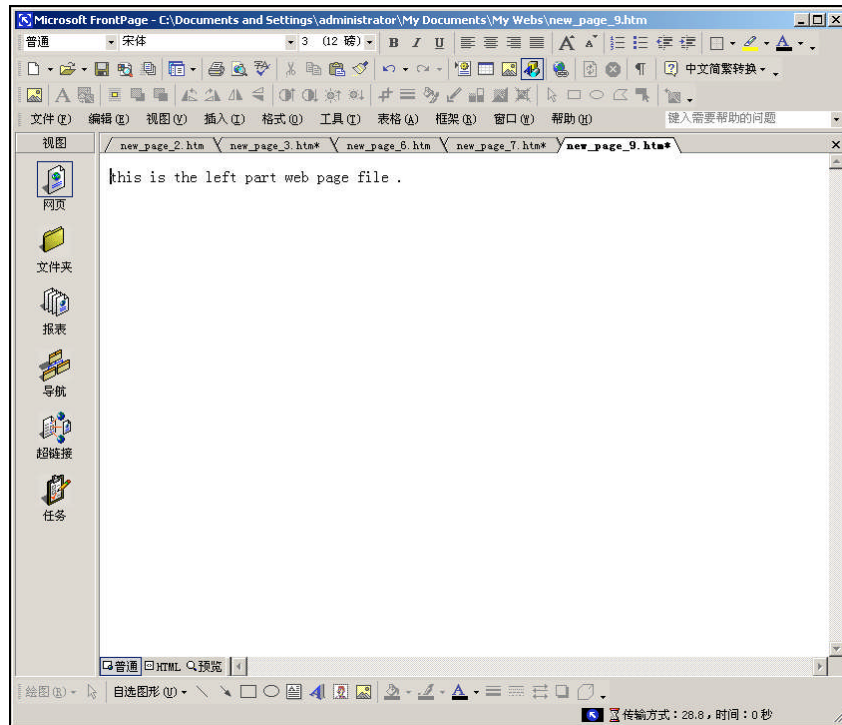 Microsoft FrontPage - C:\Documents and Settings\administrator\My Documents\My Webs\new_page_9.htm
普通 宋体 3 (12 磅) B I U A A A
中文简繁转换
A
文件(F) 编辑(E) 视图(V) 插入(I) 格式(O) 工具(T) 表格(A) 框架(R) 窗口(W) 帮助(H) 键入需要帮助的问题
视图 new_page_2.htm new_page_3.htm* new_page_6.htm new_page_7.htm* new_page_9.htm*
this is the left part web page file .
网页
文件夹
报表
导航
超链接
任务
普通 HTML 预览
绘图(R) 自选图形(U) A A
传输方式：28.8，时间：0 秒